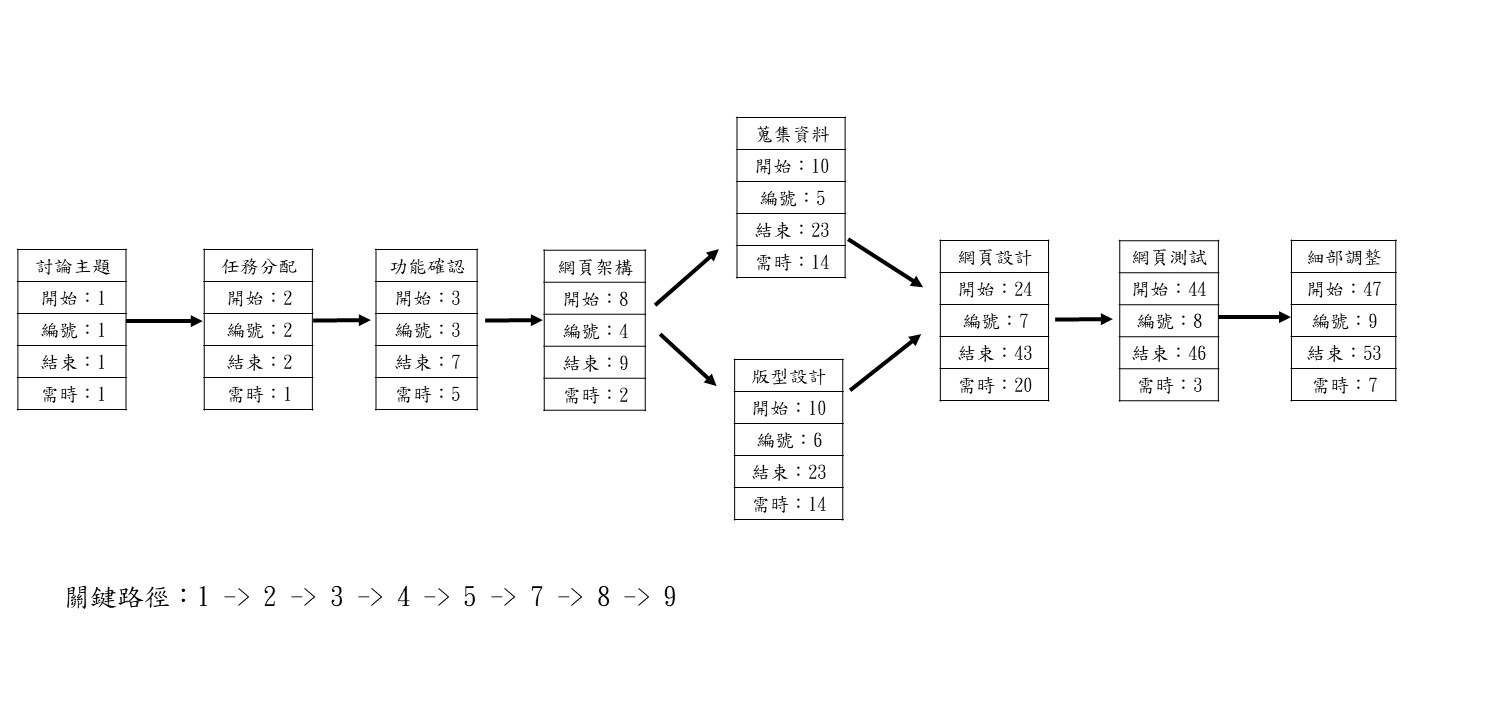 討論主題
開始：1
編號：1
結束：1
需時：1
任務分配
開始：2
編號：2
結束：2
需時：1
功能確認
開始：3
編號：3
結束：7
需時：5
網頁架構
開始：8
編號：4
結束：9
需時：2
蒐集資料
開始：10
編號：5
結束：23
需時：14
版型設計
開始：10
編號：6
結束：23
需時：14
網頁設計
開始：24
編號：7
結束：43
需時：20
網頁測試
開始：44
編號：8
結束：46
需時：3
細部調整
開始：47
編號：9
結束：53
需時：7
關鍵路徑：1 -> 2 -> 3 -> 4 -> 5 -> 7 -> 8 -> 9